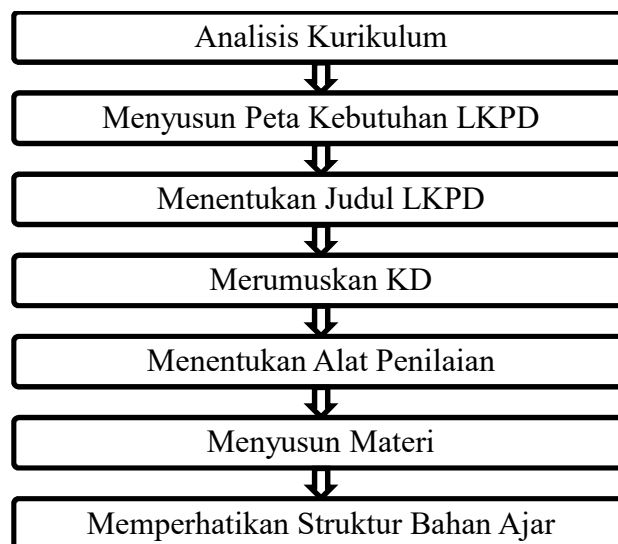 Analisis Kurikulum
Menyusun Peta Kebutuhan LKPD
Menentukan Judul LKPD
Merumuskan KD
Menentukan Alat Penilaian
Menyusun Materi
Memperhatikan Struktur Bahan Ajar